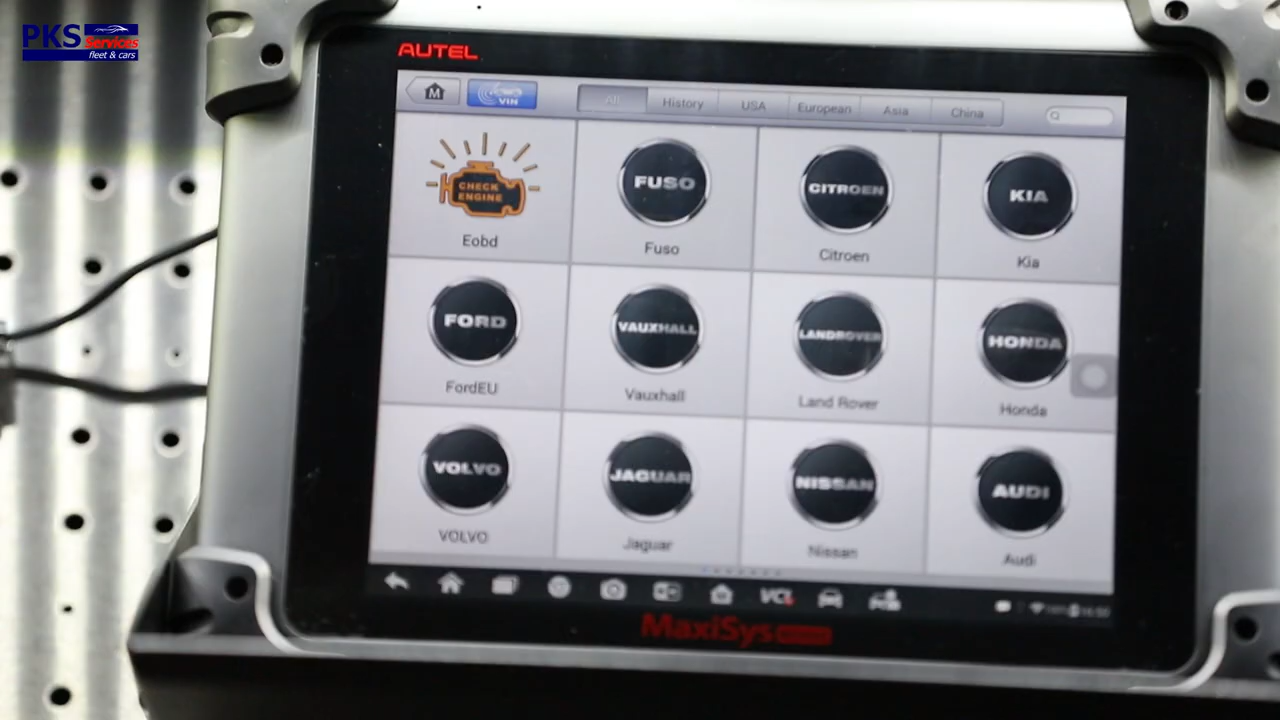 PKS Services
fleet & cars
AUTEL
M VIN All History USA European Asia China
CHECK ENGINE FUSO CITROEN KIA
Eobd Fuso Citroen Kia
FORD VAUXHALL LANDROVER HONDA
FordEU Vauxhall Land Rover Honda
VOLVO JAGUAR NISSAN AUDI
VOLVO Jaguar Nissan Audi
VCI
MaxiSys